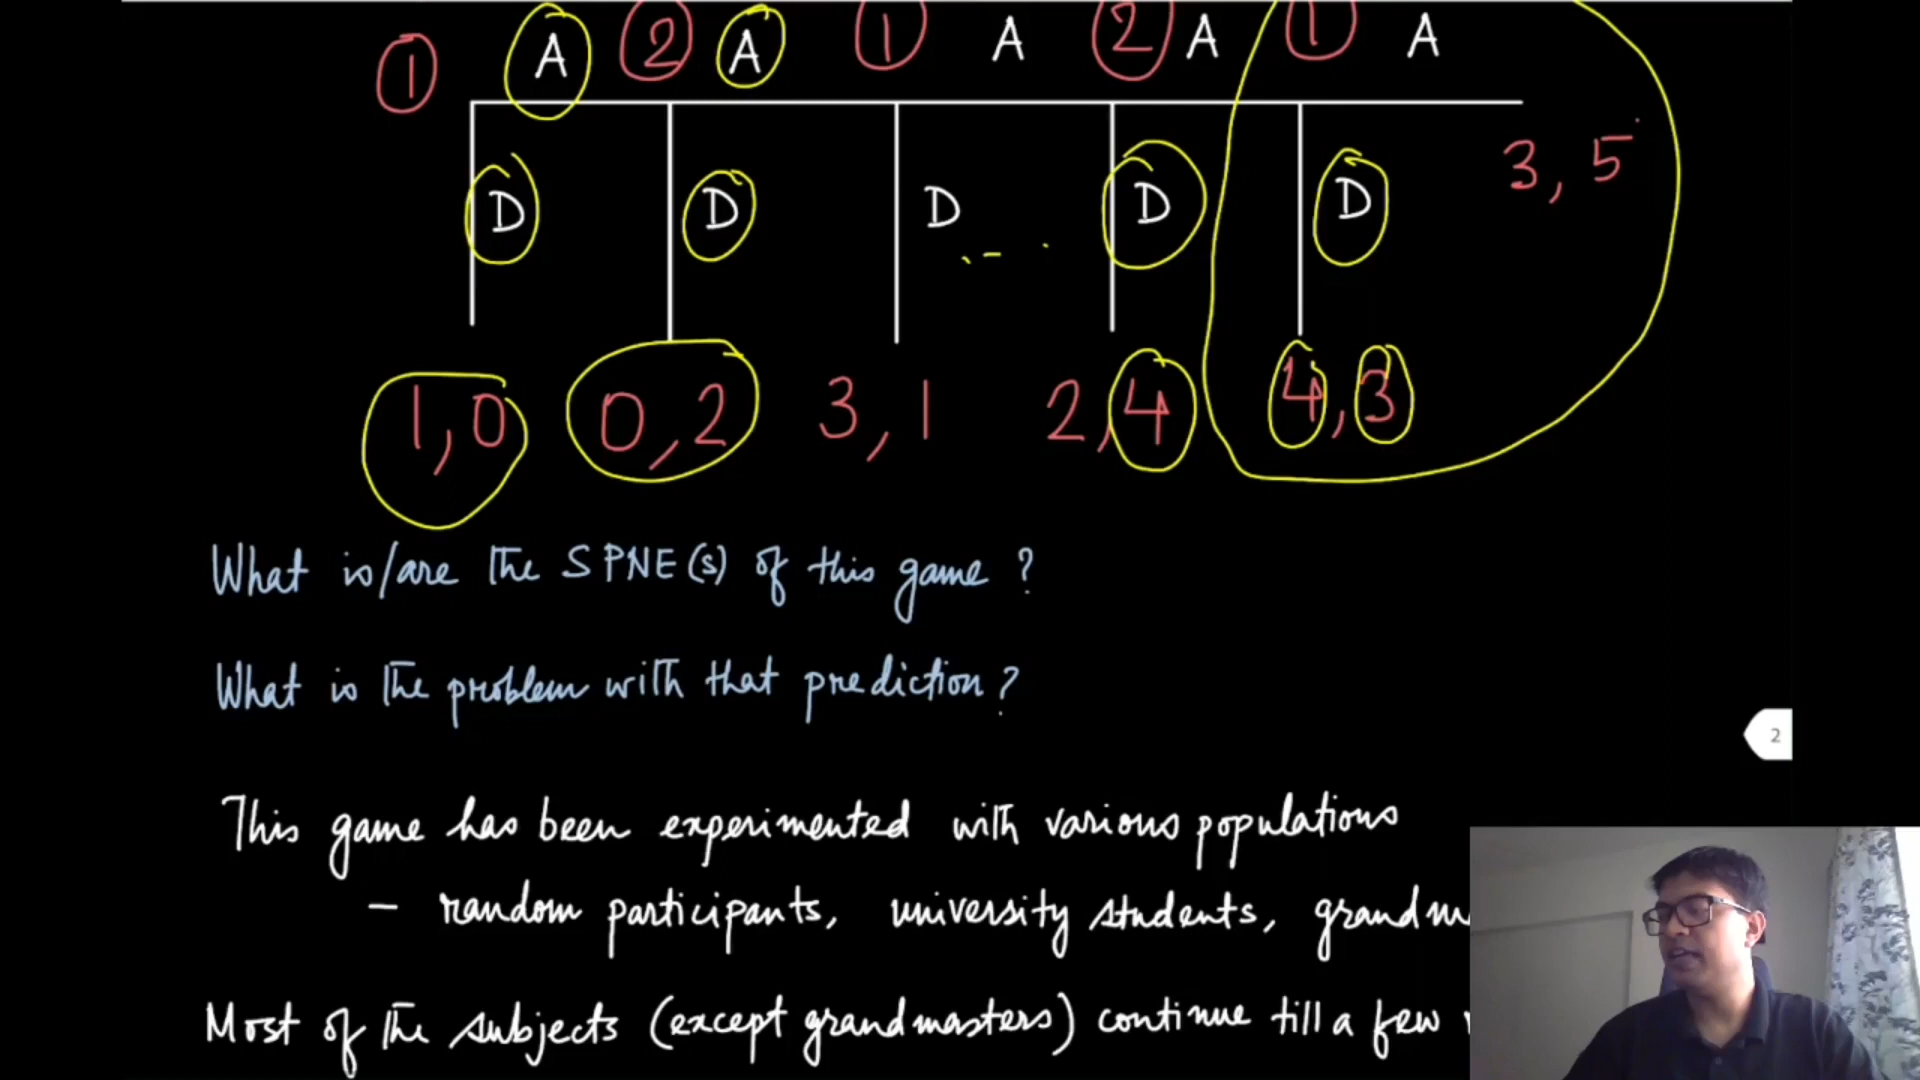 1 A 2 A 1 A 2 A 1 A
3, 5
D D D D D
1, 0 0, 2 3, 1 2, 4 4, 3
What is/are the SPNE(s) of this game ?
What is the problem with that prediction ?
2
This game has been experimented with various populations
– random participants, university students,
Most of the subjects (except grandmasters) continue till a few